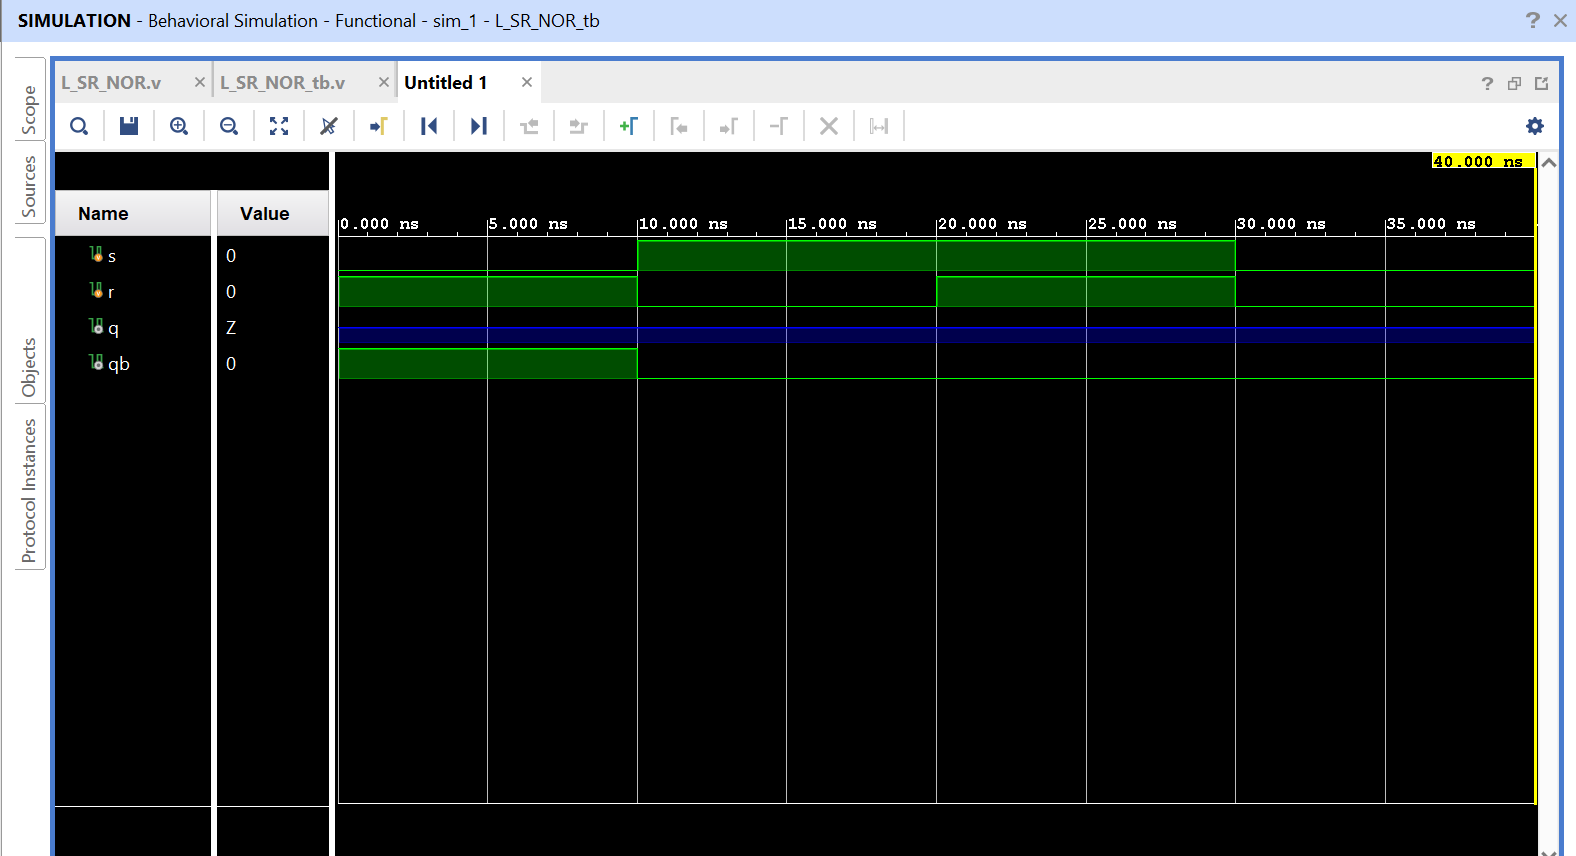 SIMULATION - Behavioral Simulation - Functional - sim_1 - L_SR_NOR_tb
Scope
Sources
Objects
Protocol Instances
L_SR_NOR.v
L_SR_NOR_tb.v
Untitled 1
40.000 ns
Name Value
0.000 ns 5.000 ns 10.000 ns 15.000 ns 20.000 ns 25.000 ns 30.000 ns 35.000 ns
s 0
r 0
q Z
qb 0